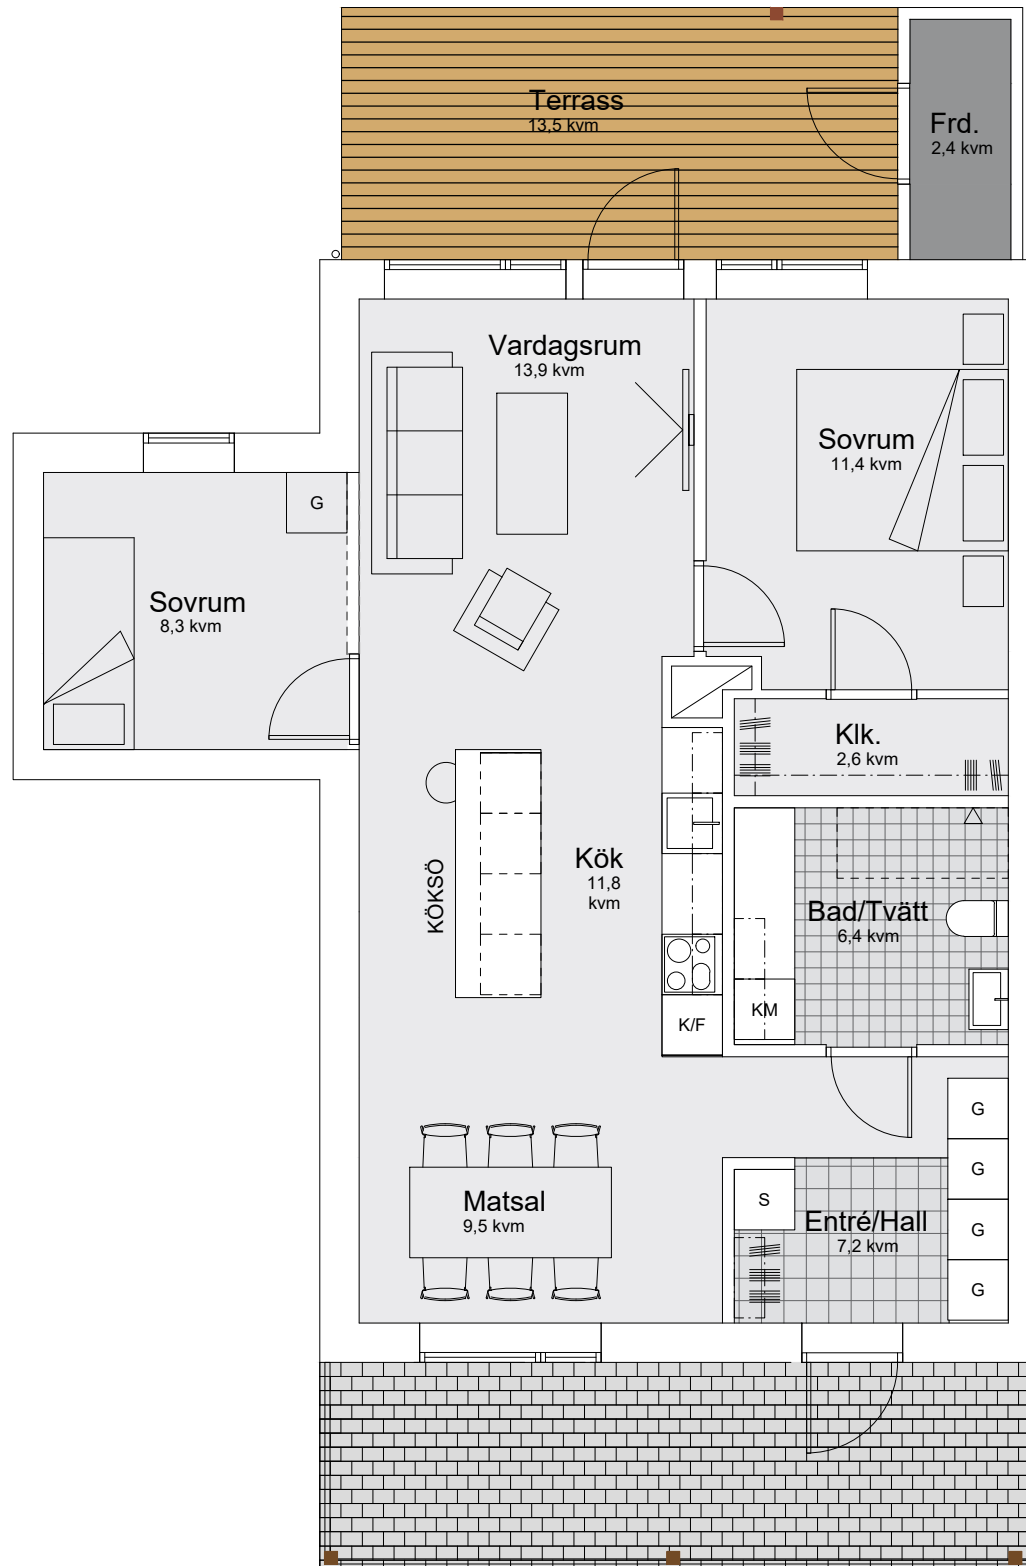 Terrass
13,5 kvm
Frd.
2,4 kvm
Vardagsrum
13,9 kvm
Sovrum
11,4 kvm
G
Sovrum
8,3 kvm
Klk.
2,6 kvm
Kök
11,8
kvm
KÖKSÖ
Bad/Tvätt
6,4 kvm
KM
K/F
G
G
S
Matsal
9,5 kvm
Entré/Hall
7,2 kvm
G
G